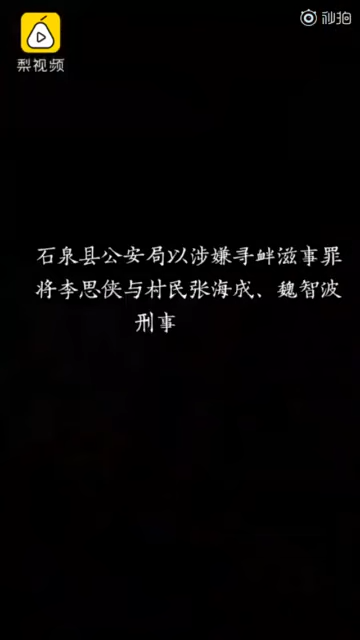 梨视频
秒拍
石泉县公安局以涉嫌寻衅滋事罪
将李思侠与村民张海成、魏智波
刑事